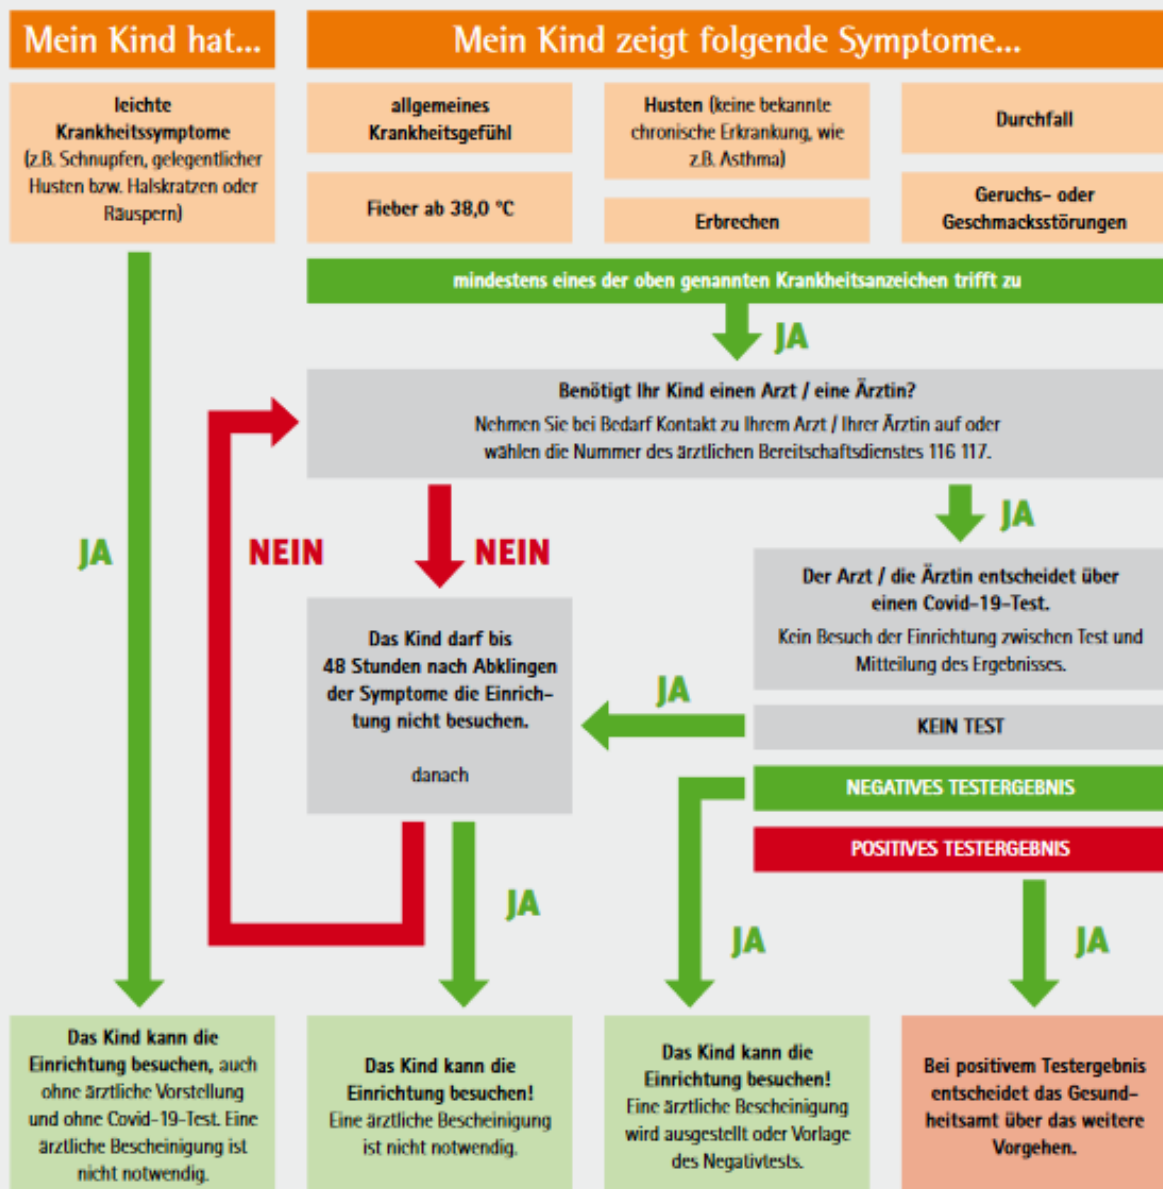 Mein Kind hat...
leichte
Krankheitssymptome
(z.B. Schnupfen, gelegentlicher
Husten bzw. Halskratzen oder
Räuspern)
Mein Kind zeigt folgende Symptome...
allgemeines
Krankheitsgefühl
Husten (keine bekannte
chronische Erkrankung, wie
z.B. Asthma)
Durchfall
Fieber ab 38,0 °C
Erbrechen
Geruchs- oder
Geschmacksstörungen
mindestens eines der oben genannten Krankheitsanzeichen trifft zu
JA
Benötigt Ihr Kind einen Arzt / eine Ärztin?
Nehmen Sie bei Bedarf Kontakt zu Ihrem Arzt / Ihrer Ärztin auf oder
wählen die Nummer des ärztlichen Bereitschaftsdienstes 116 117.
JA
JA
NEIN
NEIN
Der Arzt / die Ärztin entscheidet über
einen Covid-19-Test.
Kein Besuch der Einrichtung zwischen Test und
Mitteilung des Ergebnisses.
Das Kind darf bis
48 Stunden nach Abklingen
der Symptome die Einrich-
tung nicht besuchen.
danach
JA
KEIN TEST
NEGATIVES TESTERGEBNIS
POSITIVES TESTERGEBNIS
JA
JA
JA
Das Kind kann die
Einrichtung besuchen, auch
ohne ärztliche Vorstellung
und ohne Covid-19-Test. Eine
ärztliche Bescheinigung ist
nicht notwendig.
Das Kind kann die
Einrichtung besuchen!
Eine ärztliche Bescheinigung
ist nicht notwendig.
Das Kind kann die
Einrichtung besuchen!
Eine ärztliche Bescheinigung
wird ausgestellt oder Vorlage
des Negativtests.
Bei positivem Testergebnis
entscheidet das Gesund-
heitsamt über das weitere
Vorgehen.